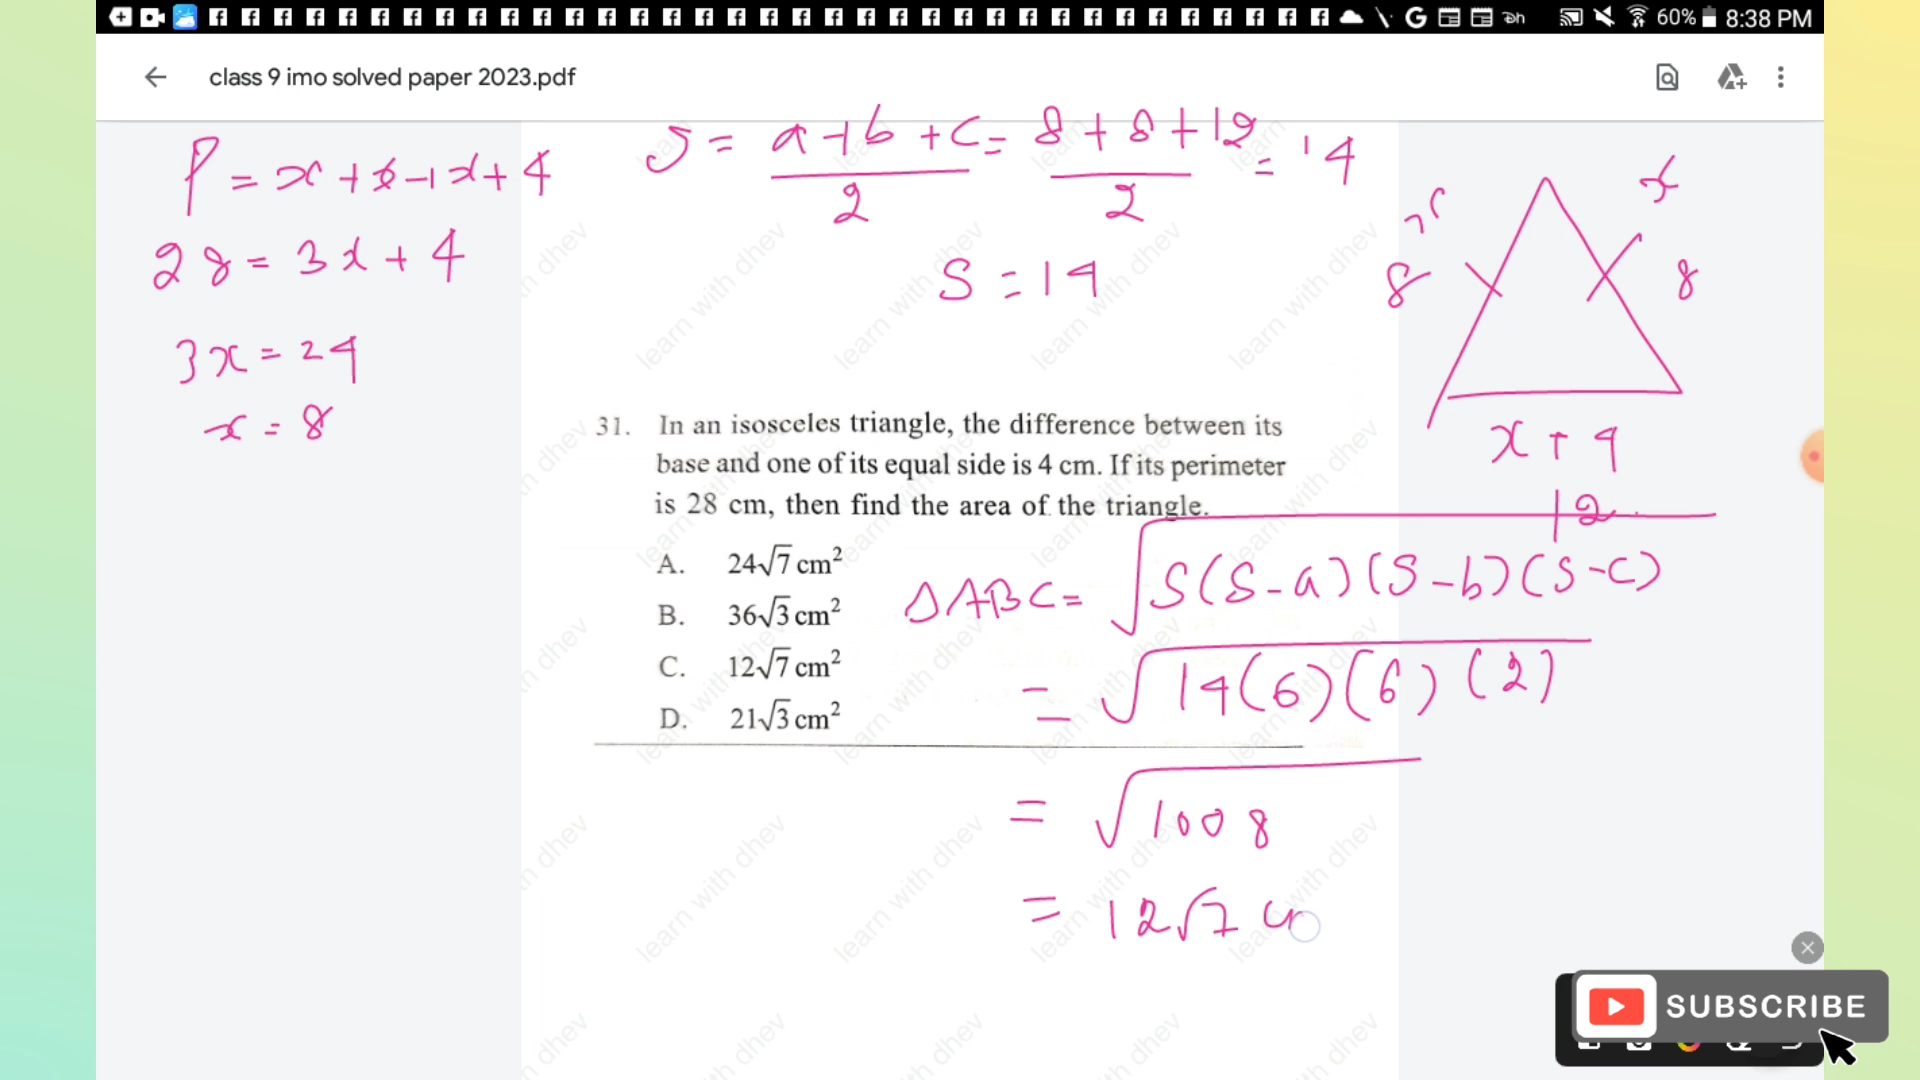 60% 8:38 PM
class 9 imo solved paper 2023.pdf
P = x + x + x + 4
28 = 3x + 4
3x = 24
x = 8
S = a + b + c / 2 = 8 + 8 + 12 / 2 = 14
S = 14
x
x
8
8
x + 4
12
31. In an isosceles triangle, the difference between its
base and one of its equal side is 4 cm. If its perimeter
is 28 cm, then find the area of the triangle.
A. 24√7 cm²
B. 36√3 cm²
C. 12√7 cm²
D. 21√3 cm²
△ABC = √S(S-a)(S-b)(S-c)
= √14(6)(6)(2)
= √1008
= 12√7 c
learn with dhev
SUBSCRIBE